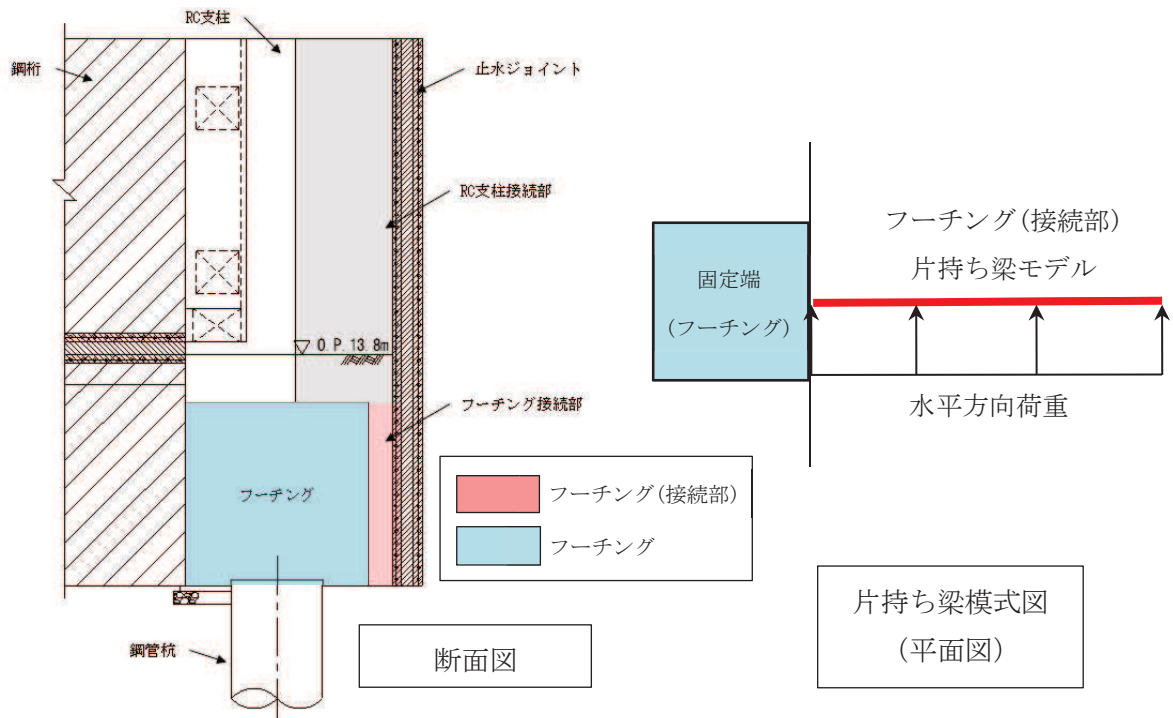 RC支柱
鋼桁
止水ジョイント
RC支柱接続部
O.P.13.8m
フーチング接続部
フーチング
フーチング(接続部)
フーチング
鋼管杭
断面図
フーチング(接続部)
片持ち梁モデル
固定端
(フーチング)
水平方向荷重
片持ち梁模式図
(平面図)